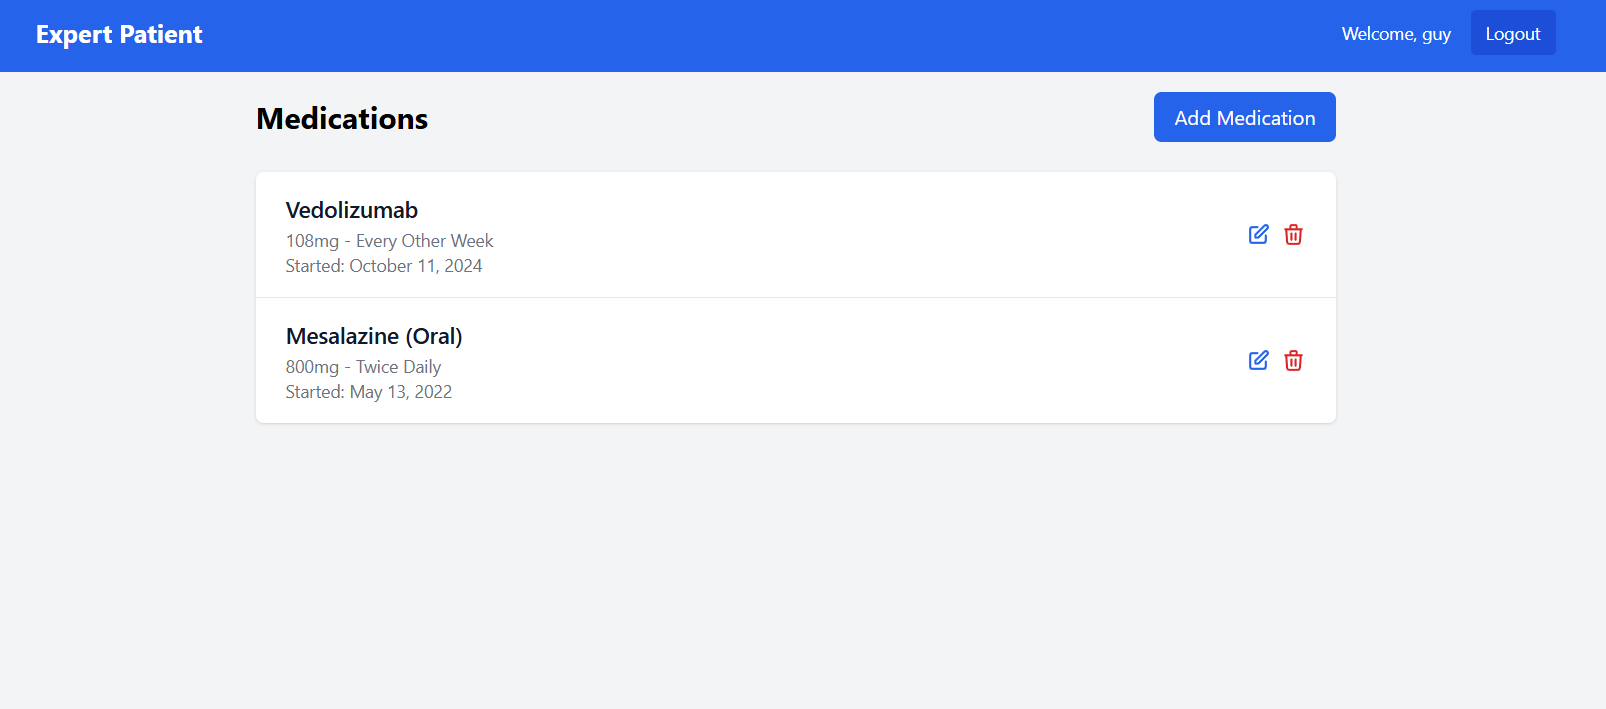 Expert Patient
Welcome, guy
Logout
Medications
Add Medication
Vedolizumab
108mg - Every Other Week
Started: October 11, 2024
Mesalazine (Oral)
800mg - Twice Daily
Started: May 13, 2022